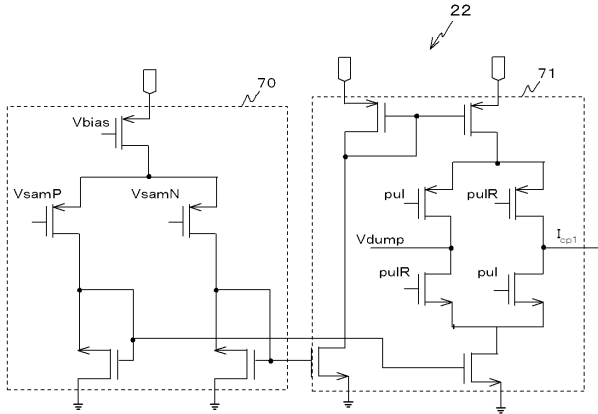 22
70
71
Vbias
VsamP
VsamN
pul
pulR
Vdump
Icp1
pulR
pul